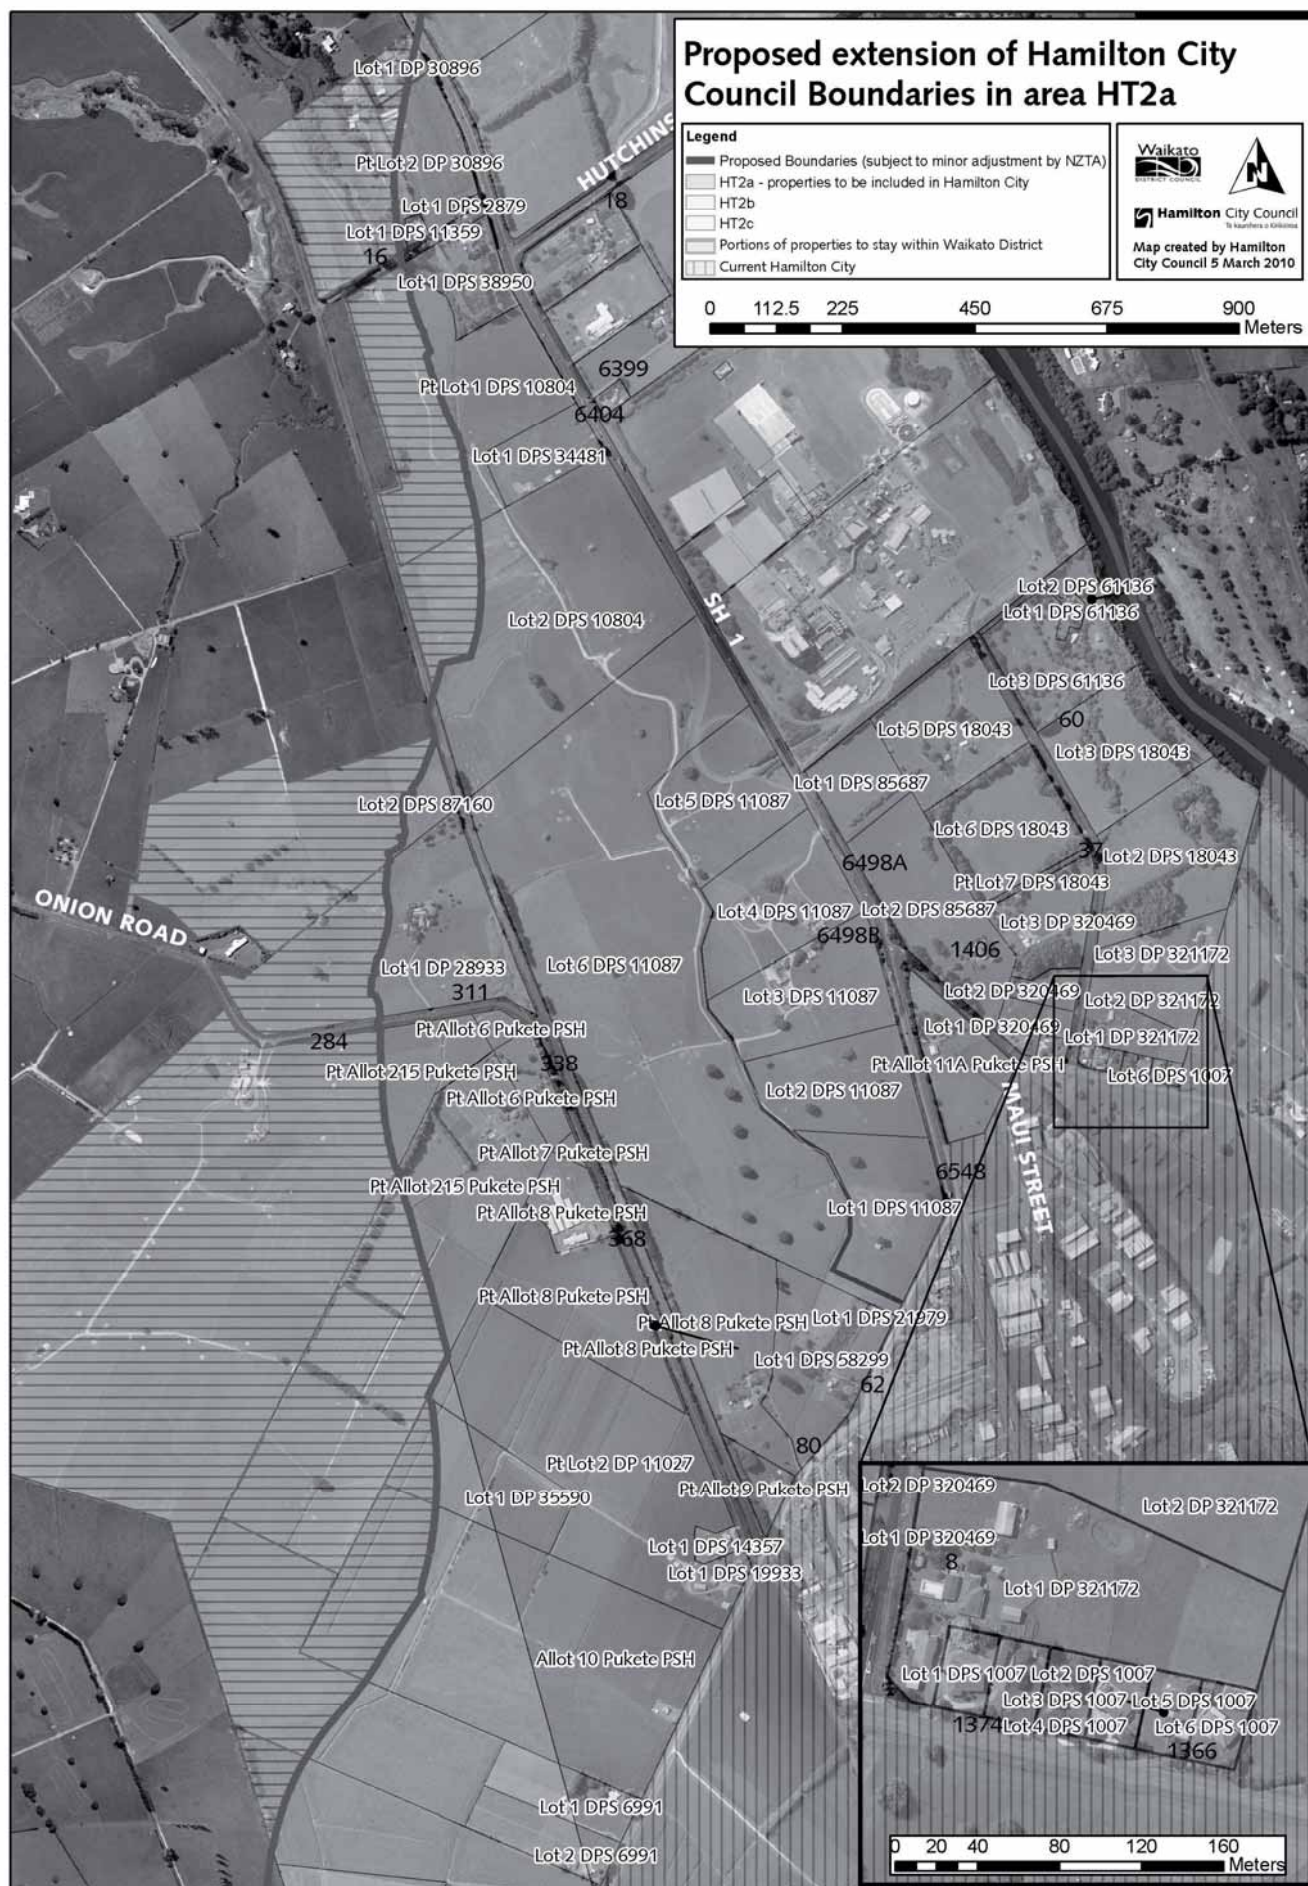 Proposed extension of Hamilton City
Council Boundaries in area HT2a
Legend
Proposed Boundaries (subject to minor adjustment by NZTA)
HT2a - properties to be included in Hamilton City
HT2b
HT2c
Portions of properties to stay within Waikato District
Current Hamilton City
Waikato
DISTRICT COUNCIL
N
Hamilton City Council
Te kaunihera o Kirikiriroa
Map created by Hamilton
City Council 5 March 2010
0 112.5 225 450 675 900
Meters
Lot 1 DP 30896
HUTCHINS
Pt Lot 2 DP 30896
18
Lot 1 DPS 2879
Lot 1 DPS 11359
16
Lot 1 DPS 38950
6399
Pt Lot 1 DPS 10804
6404
Lot 1 DPS 34481
Lot 2 DPS 61136
SH 1
Lot 1 DPS 61136
Lot 2 DPS 10804
Lot 3 DPS 61136
60
Lot 5 DPS 18043
Lot 3 DPS 18043
Lot 1 DPS 85687
Lot 5 DPS 11087
Lot 2 DPS 87160
Lot 6 DPS 18043
37
Lot 2 DPS 18043
6498A
Pt Lot 7 DPS 18043
ONION ROAD
Lot 4 DPS 11087
Lot 2 DPS 85687
Lot 3 DP 320469
6498B
1406
Lot 3 DP 321172
Lot 1 DP 28933
Lot 6 DPS 11087
311
Lot 3 DPS 11087
Lot 2 DP 320469
Lot 2 DP 321172
Pt Allot 6 Pukete PSH
Lot 1 DP 320469
Lot 1 DP 321172
284
338
Pt Allot 215 Pukete PSH
Pt Allot 11A Pukete PSH
Lot 6 DPS 1007
Pt Allot 6 Pukete PSH
Lot 2 DPS 11087
MAUI STREET
Pt Allot 7 Pukete PSH
6548
Pt Allot 215 Pukete PSH
Pt Allot 8 Pukete PSH
Lot 1 DPS 11087
368
Pt Allot 8 Pukete PSH
Pt Allot 8 Pukete PSH
Lot 1 DPS 21979
Pt Allot 8 Pukete PSH
Lot 1 DPS 58299
62
80
Pt Lot 2 DP 11027
Pt Allot 9 Pukete PSH
Lot 1 DP 35590
Lot 1 DPS 14357
Lot 1 DPS 19933
Allot 10 Pukete PSH
Lot 1 DPS 6991
Lot 2 DPS 6991
Lot 2 DP 320469
Lot 2 DP 321172
Lot 1 DP 320469
8
Lot 1 DP 321172
Lot 1 DPS 1007
Lot 2 DPS 1007
Lot 3 DPS 1007
Lot 5 DPS 1007
1374
Lot 4 DPS 1007
Lot 6 DPS 1007
1366
0 20 40 80 120 160
Meters